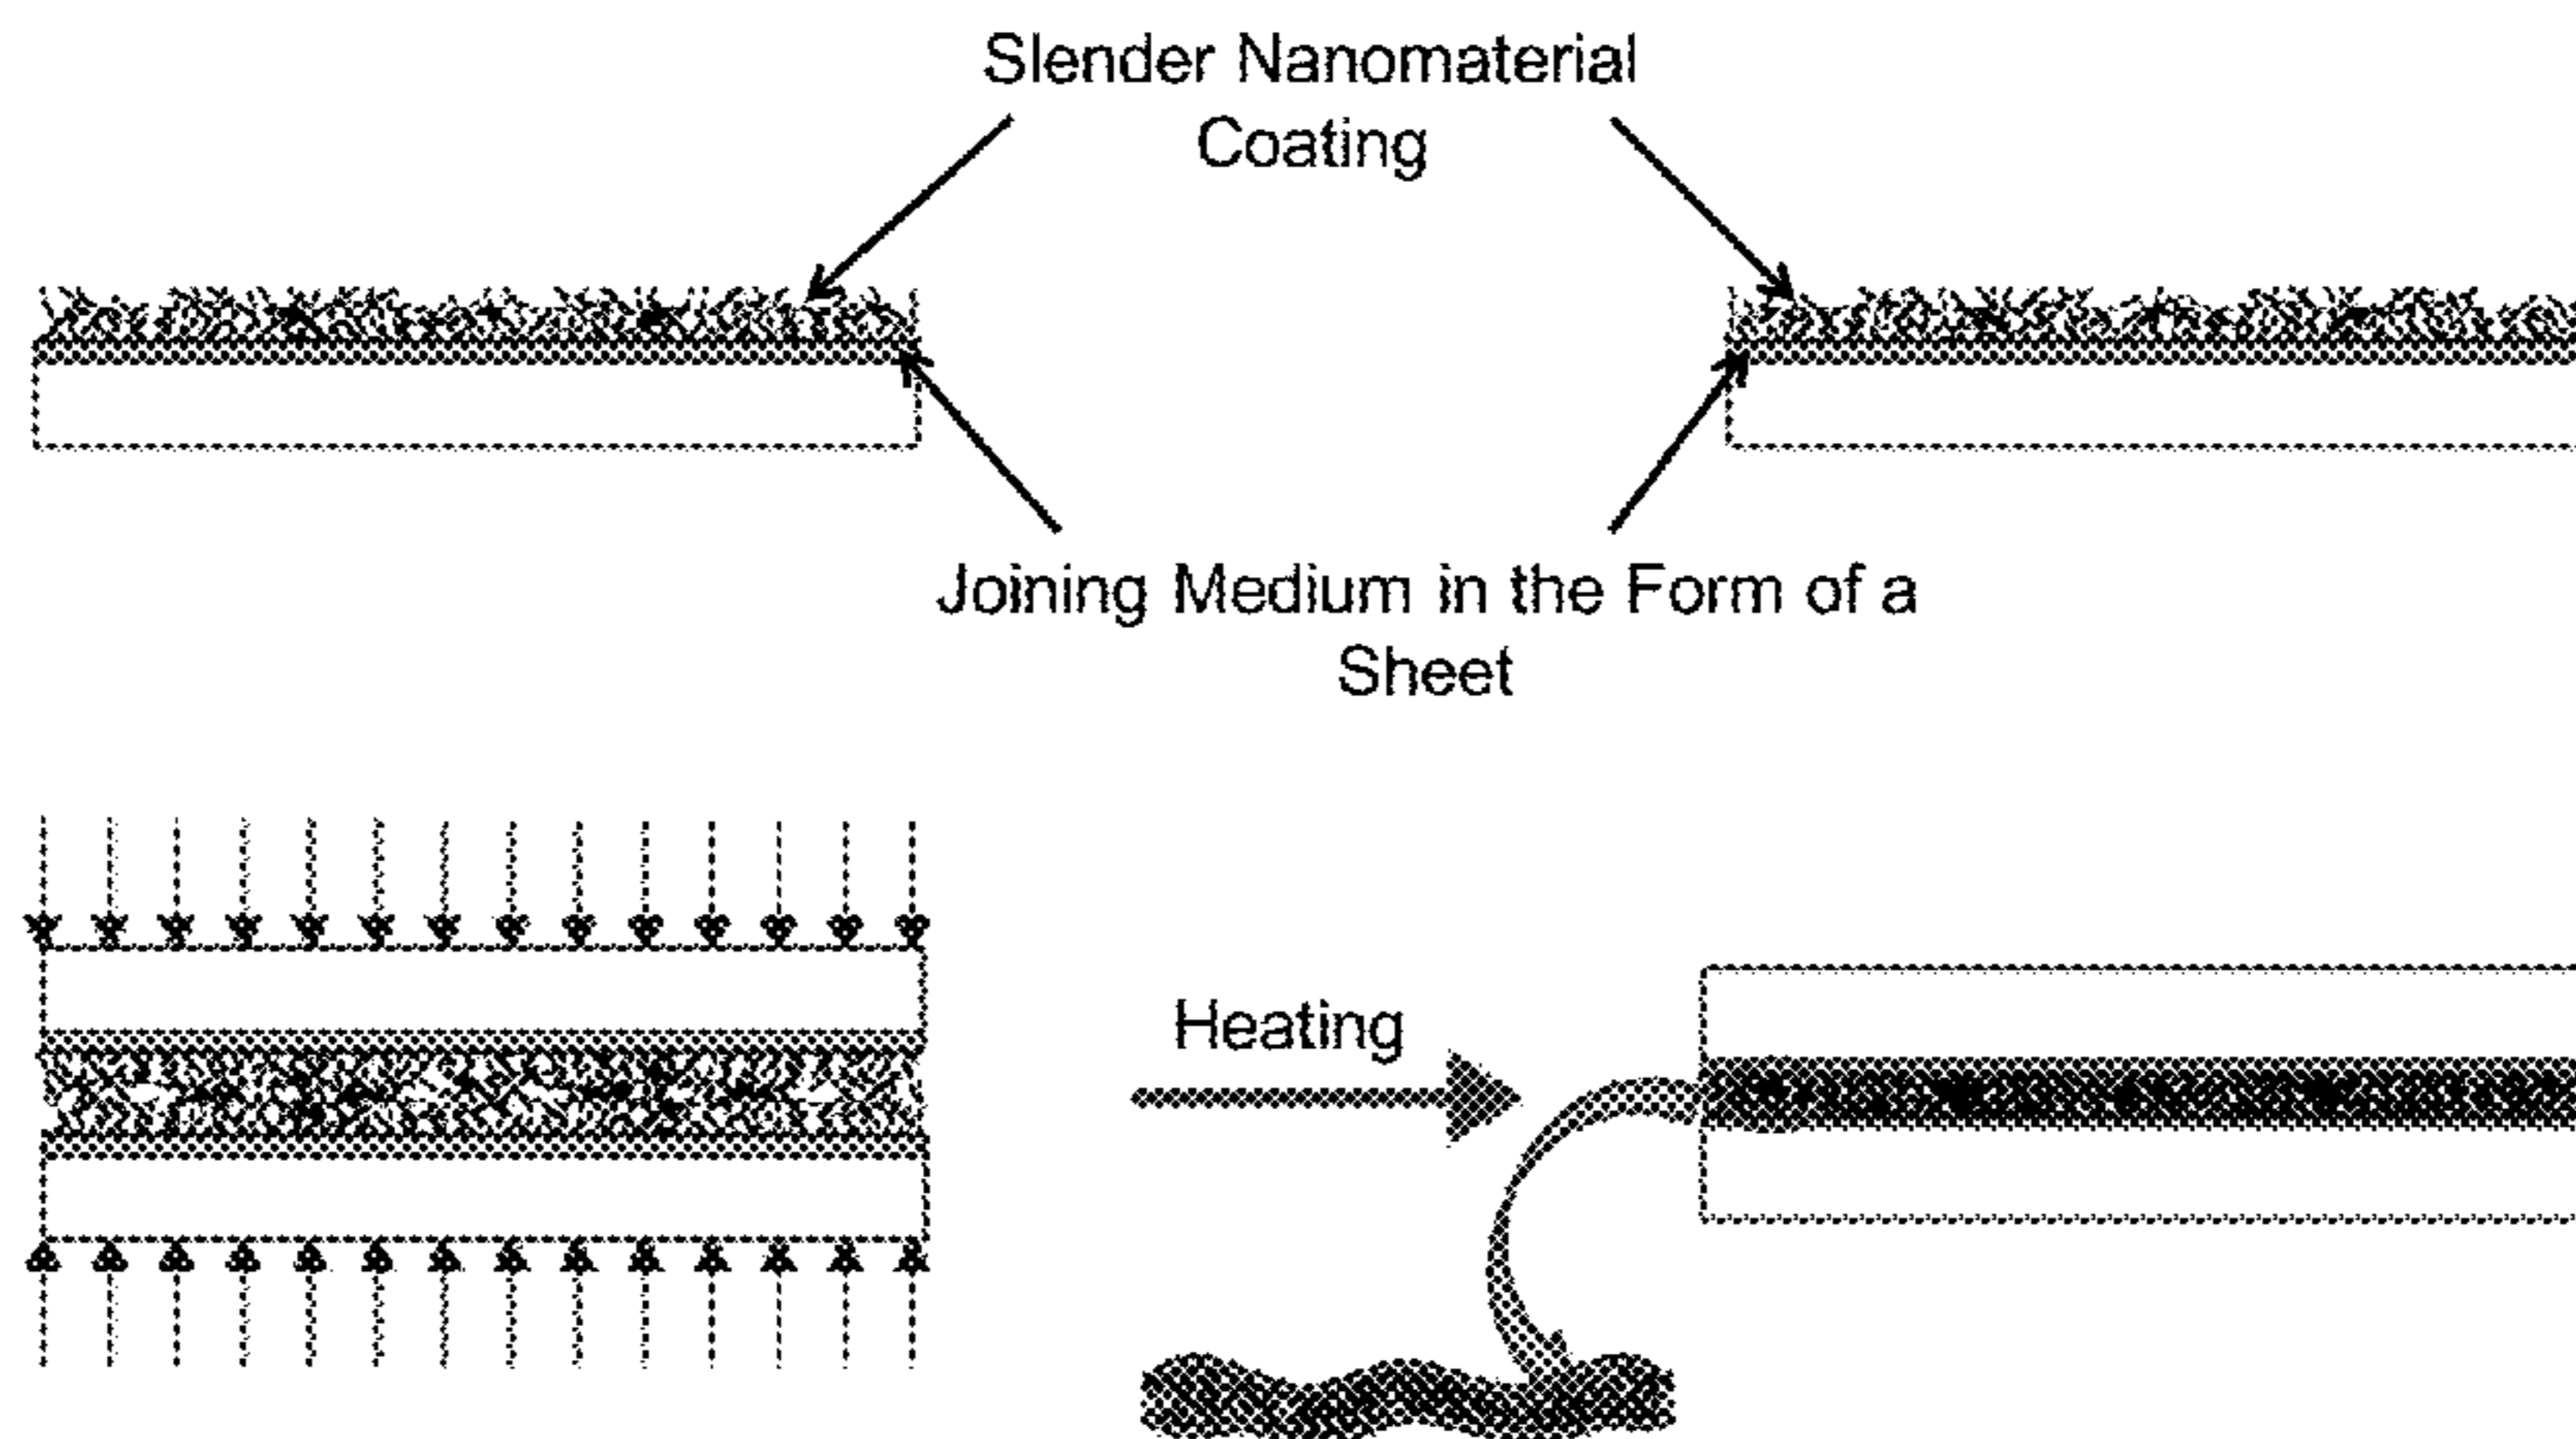 Slender Nanomaterial
Coating
Joining Medium in the Form of a
Sheet
Heating